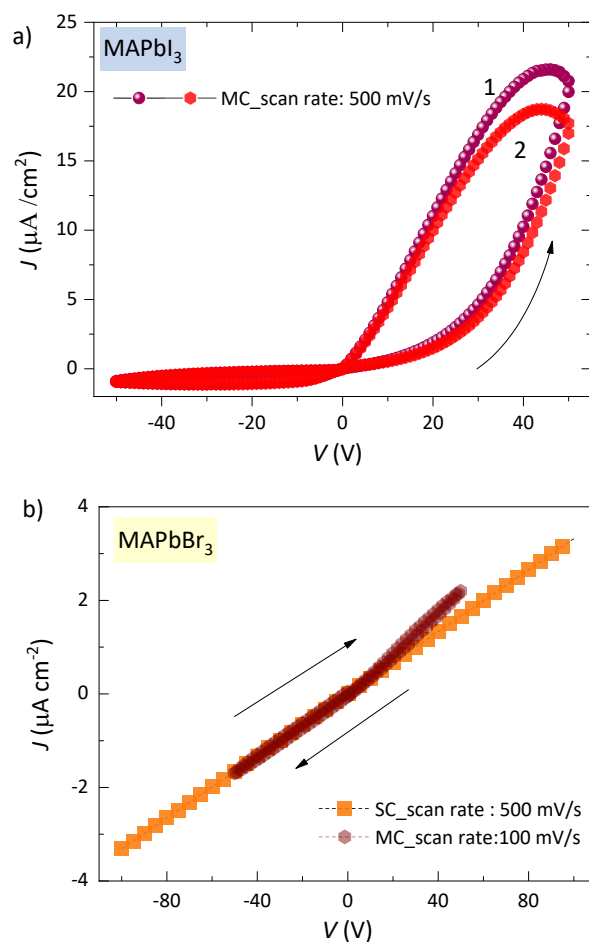 a)
MAPbI₃
MC_scan rate: 500 mV/s
1
2
25
20
15
10
5
0
J (µA /cm²)
-40 -20 0 20 40
V (V)
b)
MAPbBr₃
4
2
0
-2
-4
J (µA cm⁻²)
SC_scan rate : 500 mV/s
MC_scan rate:100 mV/s
-80 -40 0 40 80
V (V)